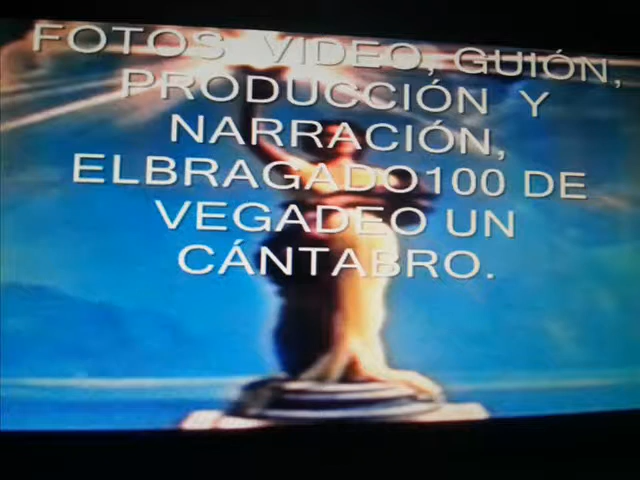 FOTOS VIDEO, GUIÓN,
PRODUCCIÓN Y
NARRACIÓN,
ELBRAGADO100 DE
VEGADEO UN
CÁNTABRO.